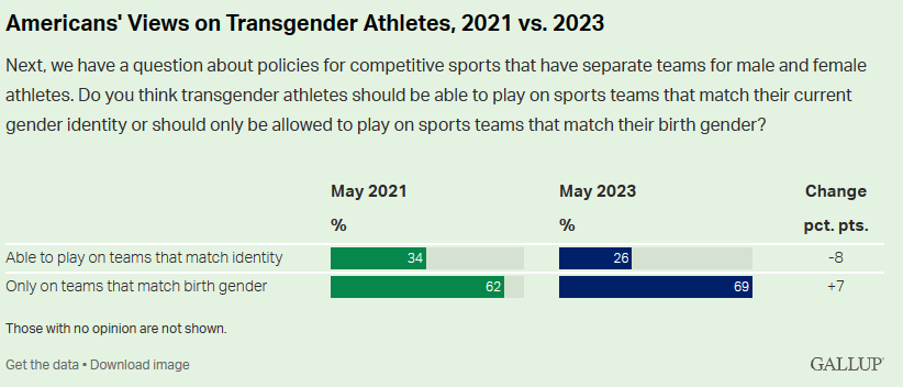 Americans' Views on Transgender Athletes, 2021 vs. 2023
Next, we have a question about policies for competitive sports that have separate teams for male and female
athletes. Do you think transgender athletes should be able to play on sports teams that match their current
gender identity or should only be allowed to play on sports teams that match their birth gender?
May 2021 May 2023 Change
% % pct. pts.
Able to play on teams that match identity 34 26 -8
Only on teams that match birth gender 62 69 +7
Those with no opinion are not shown.
Get the data • Download image GALLUP®